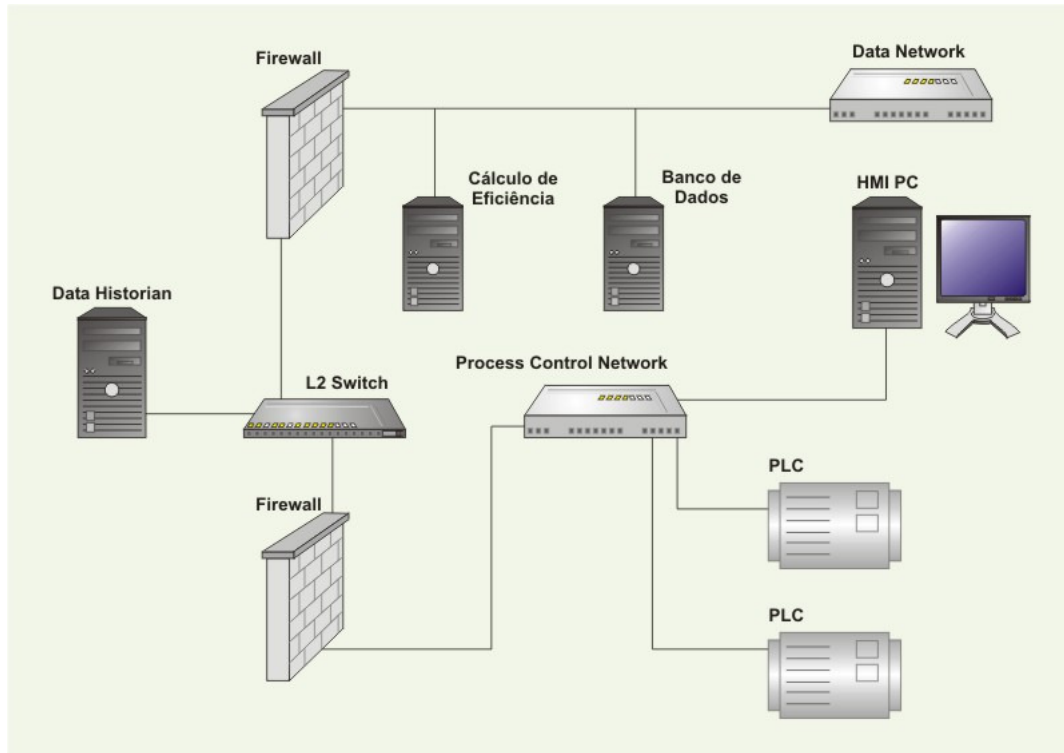 Firewall
Data Network
Cálculo de
Eficiência
Banco de
Dados
HMI PC
Data Historian
L2 Switch
Process Control Network
Firewall
PLC
PLC